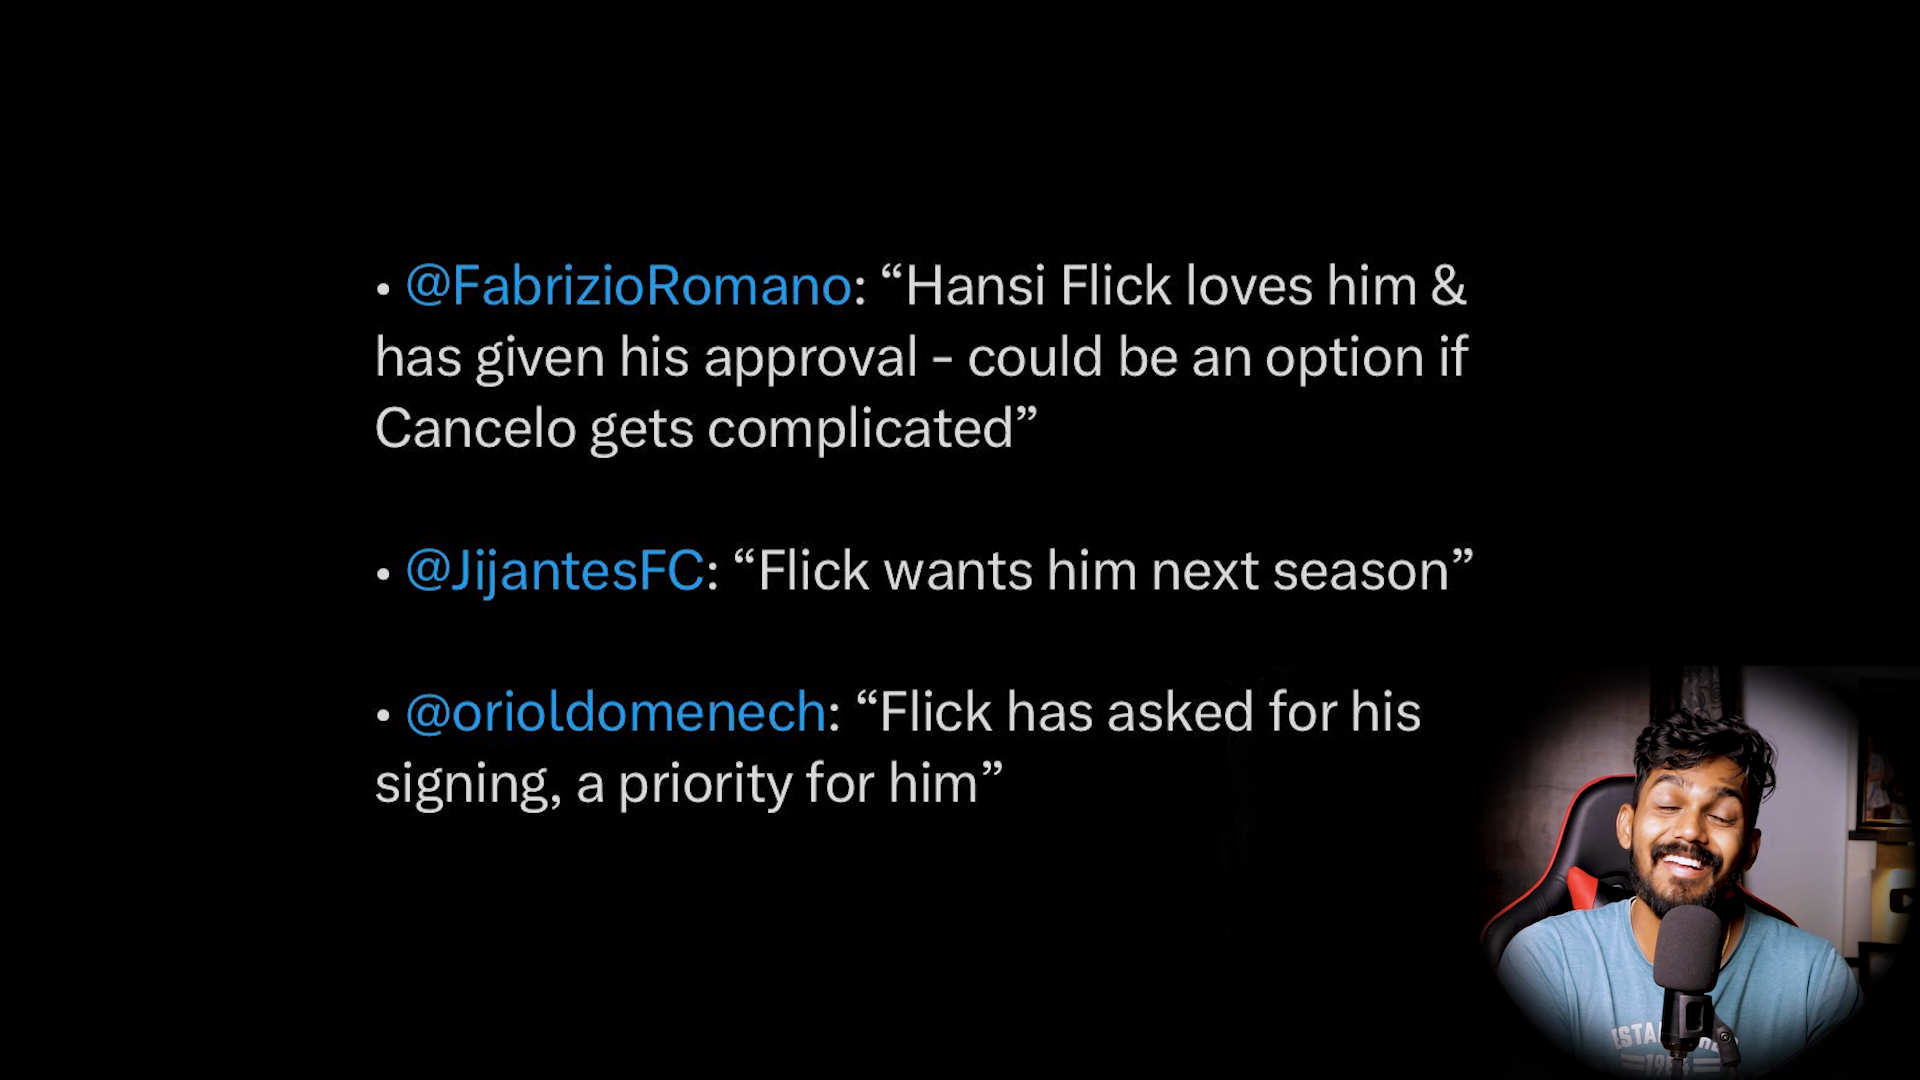 • @FabrizioRomano: “Hansi Flick loves him &
has given his approval - could be an option if
Cancelo gets complicated”
• @JijantesFC: “Flick wants him next season”
• @orioldomenech: “Flick has asked for his
signing, a priority for him”